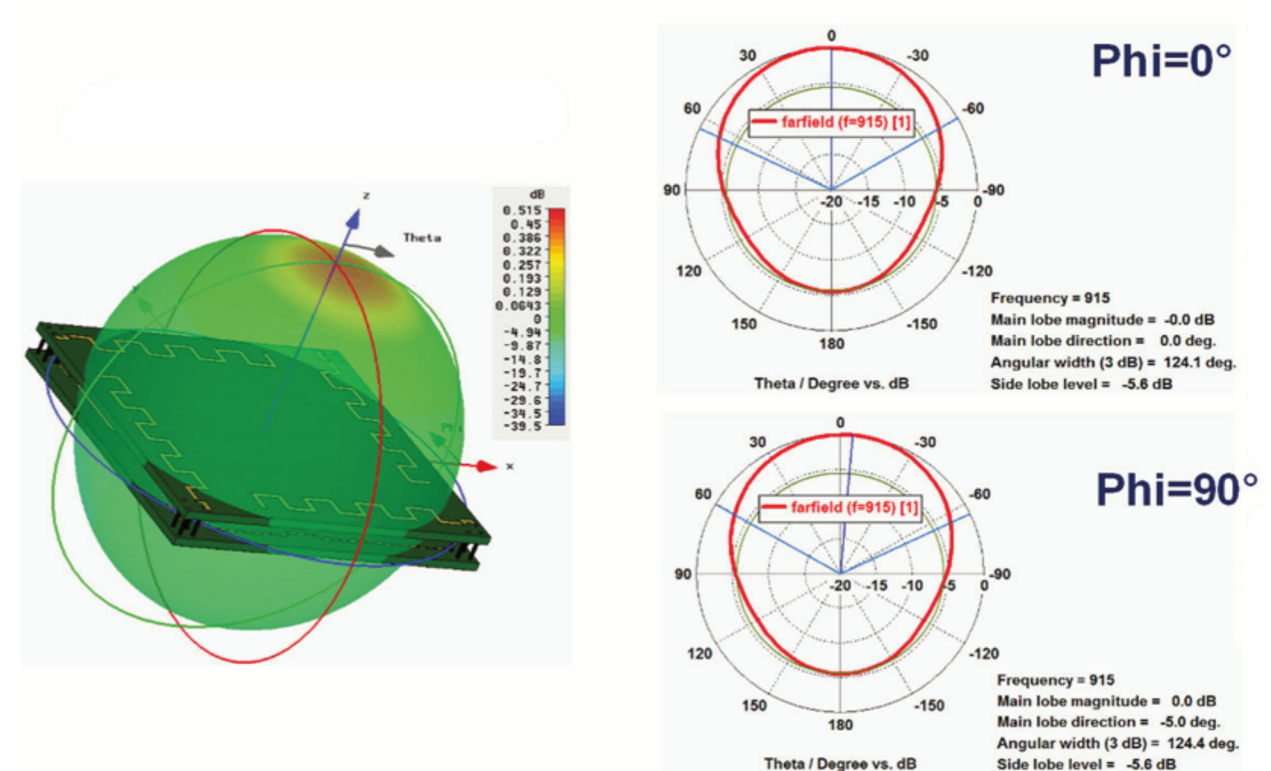 z
Theta
Phi
x
dB
0.515
0.45
0.386
0.322
0.257
0.193
0.129
0.0643
0
-4.94
-9.87
-14.8
-19.7
-24.7
-29.6
-34.5
-39.5
Phi=0°
0
30
-30
60
-60
farfield (f=915) [1]
90
-20
-15
-10
-5
0
-90
120
-120
150
-150
180
Theta / Degree vs. dB
Frequency = 915
Main lobe magnitude = -0.0 dB
Main lobe direction = 0.0 deg.
Angular width (3 dB) = 124.1 deg.
Side lobe level = -5.6 dB
Phi=90°
0
30
-30
60
-60
farfield (f=915) [1]
90
-20
-15
-10
-5
0
-90
120
-120
150
-150
180
Theta / Degree vs. dB
Frequency = 915
Main lobe magnitude = 0.0 dB
Main lobe direction = -5.0 deg.
Angular width (3 dB) = 124.4 deg.
Side lobe level = -5.6 dB